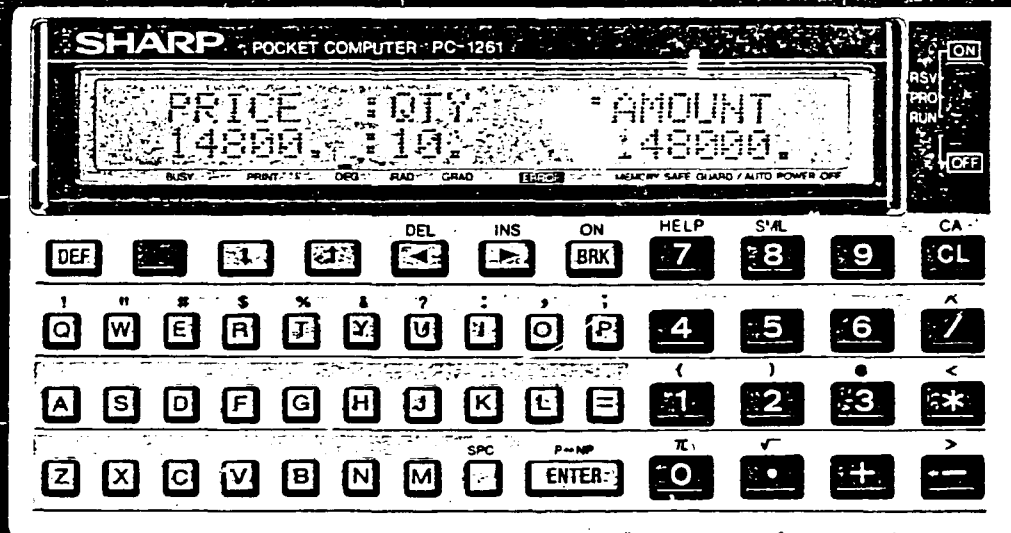 SHARP POCKET COMPUTER PC-1261
ON
RSV
PRO
RUN
OFF
PRICE QTY AMOUNT
14800. 10. 148000.
BUSY PRINT DEG RAD GRAD ERROR MEMORY SAFE GUARD / AUTO POWER OFF
DEL INS ON HELP CA
DEF ◀ ▶ BRK 7 8 9 CL
! " # $ % & ? : , ; ^
Q W E R T Y U I O P 4 5 6 /
( ) @ <
A S D F G H J K L = 1 2 3 *
SPC P↔NP π √ >
Z X C V B N M ENTER 0 • + −